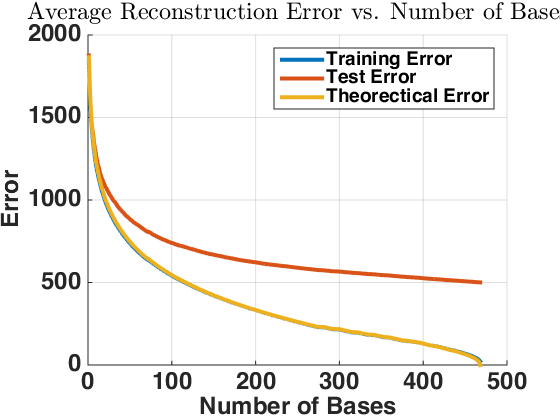 Average Reconstruction Error vs. Number of Base
2000
1500
1000
500
0
Error
Training Error
Test Error
Theorectical Error
0 100 200 300 400 500
Number of Bases